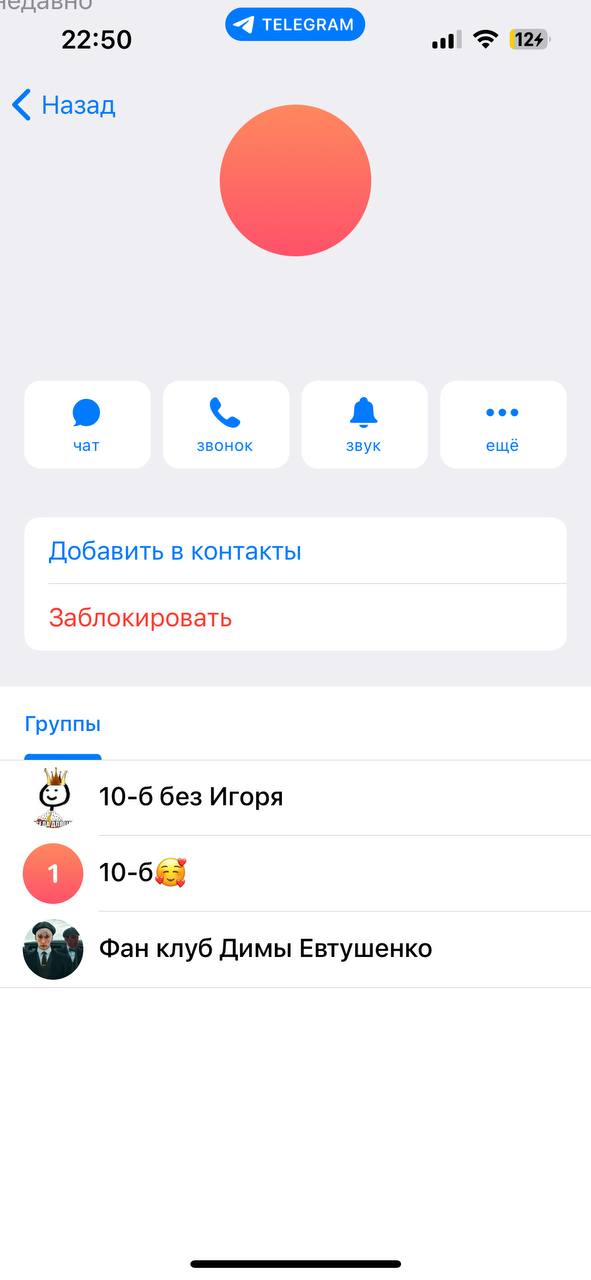 недавно
22:50
TELEGRAM
12
Назад
чат
звонок
звук
ещё
Добавить в контакты
Заблокировать
Группы
10-б без Игоря
1
10-б🥰
Фан клуб Димы Евтушенко